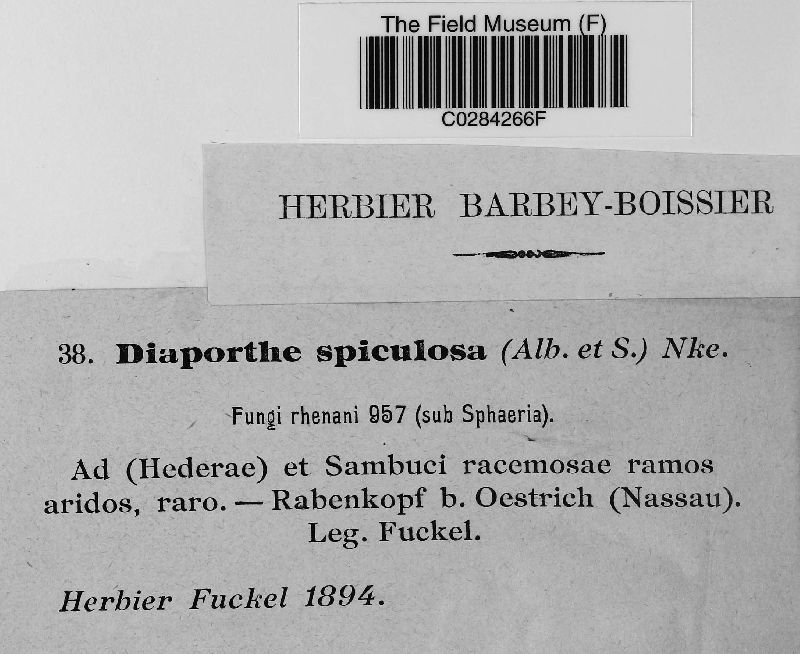 The Field Museum (F)
C0284266F
HERBIER BARBEY-BOISSIER
38. Diaporthe spiculosa (Alb. et S.) Nke.
Fungi rhenani 957 (sub Sphaeria).
Ad (Hederae) et Sambuci racemosae ramos
aridos, raro. — Rabenkopf b. Oestrich (Nassau).
Leg. Fuckel.
Herbier Fuckel 1894.